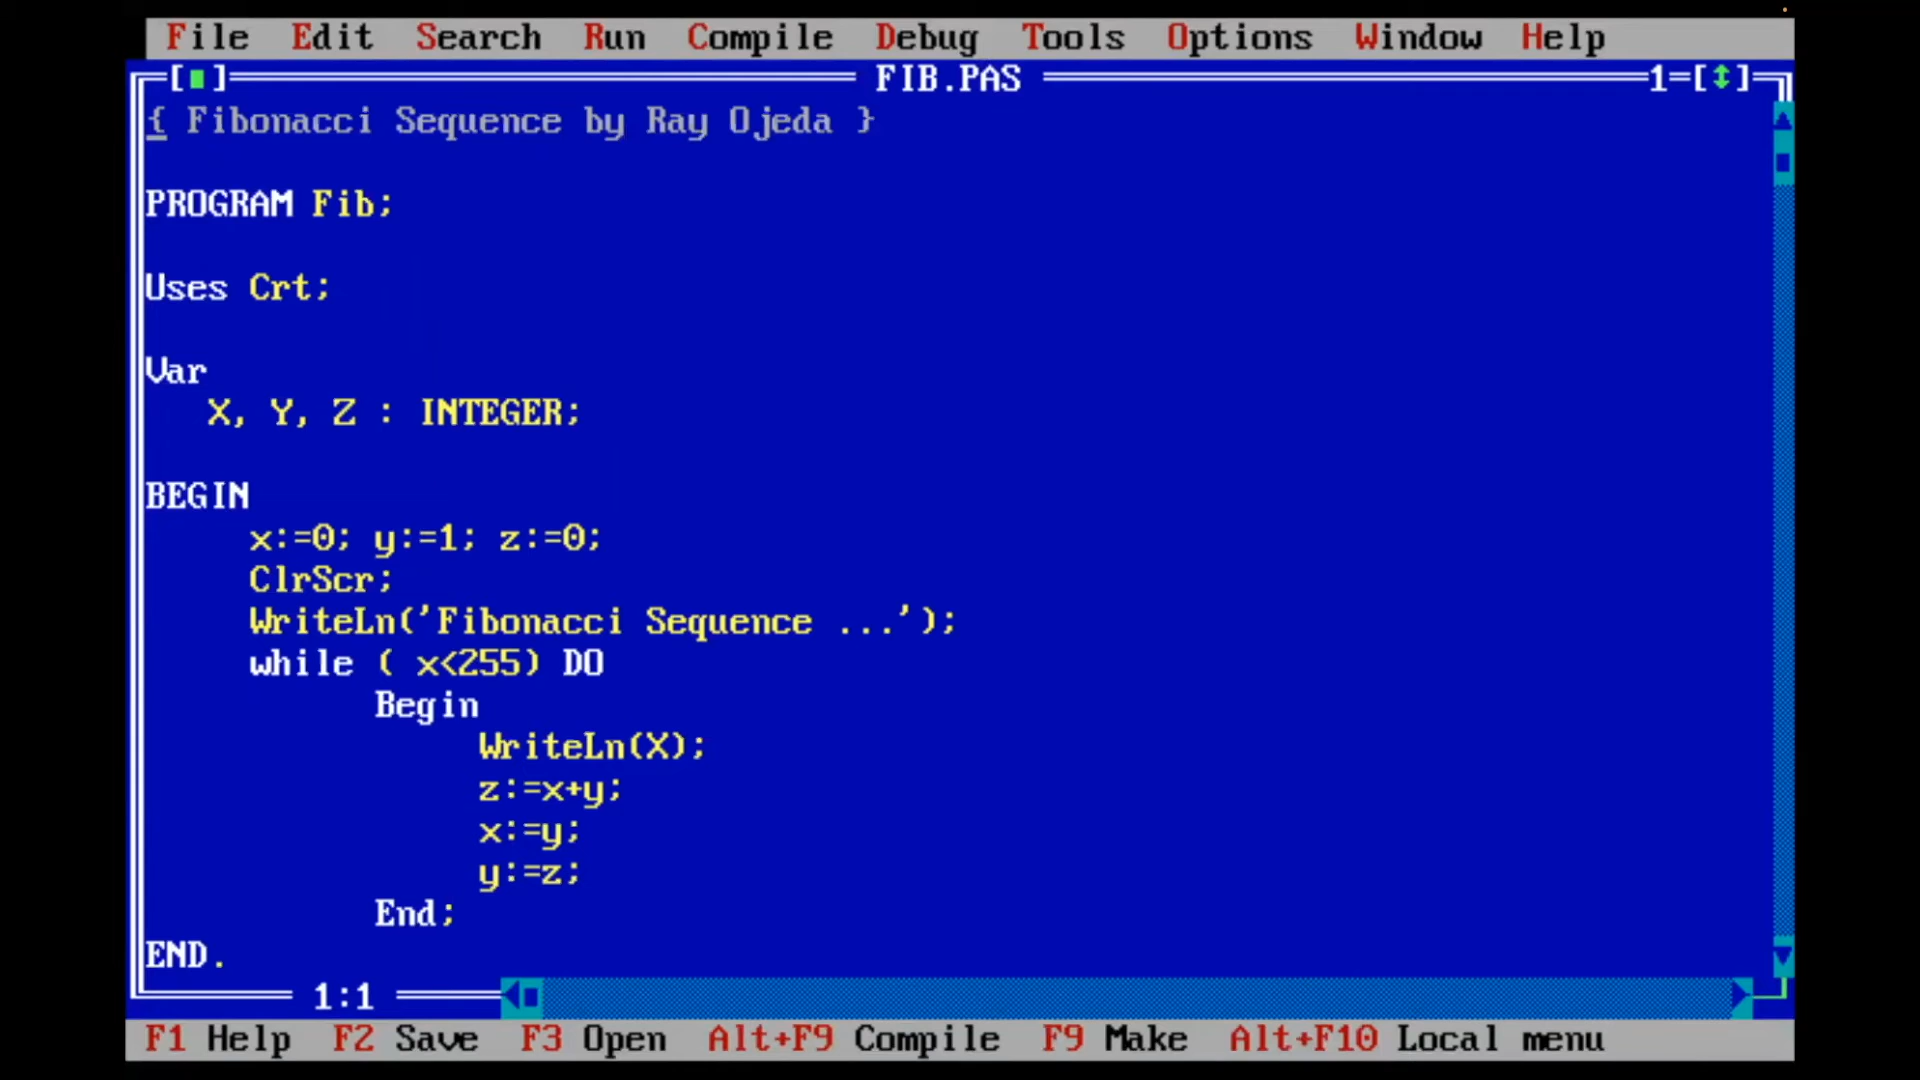 File Edit Search Run Compile Debug Tools Options Window Help
[■] FIB.PAS 1=[↕]
{ Fibonacci Sequence by Ray Ojeda }
PROGRAM Fib;
Uses Crt;
Var
X, Y, Z : INTEGER;
BEGIN
x:=0; y:=1; z:=0;
ClrScr;
WriteLn('Fibonacci Sequence ...');
while ( x<255) DO
Begin
WriteLn(X);
z:=x+y;
x:=y;
y:=z;
End;
END.
1:1
F1 Help F2 Save F3 Open Alt+F9 Compile F9 Make Alt+F10 Local menu